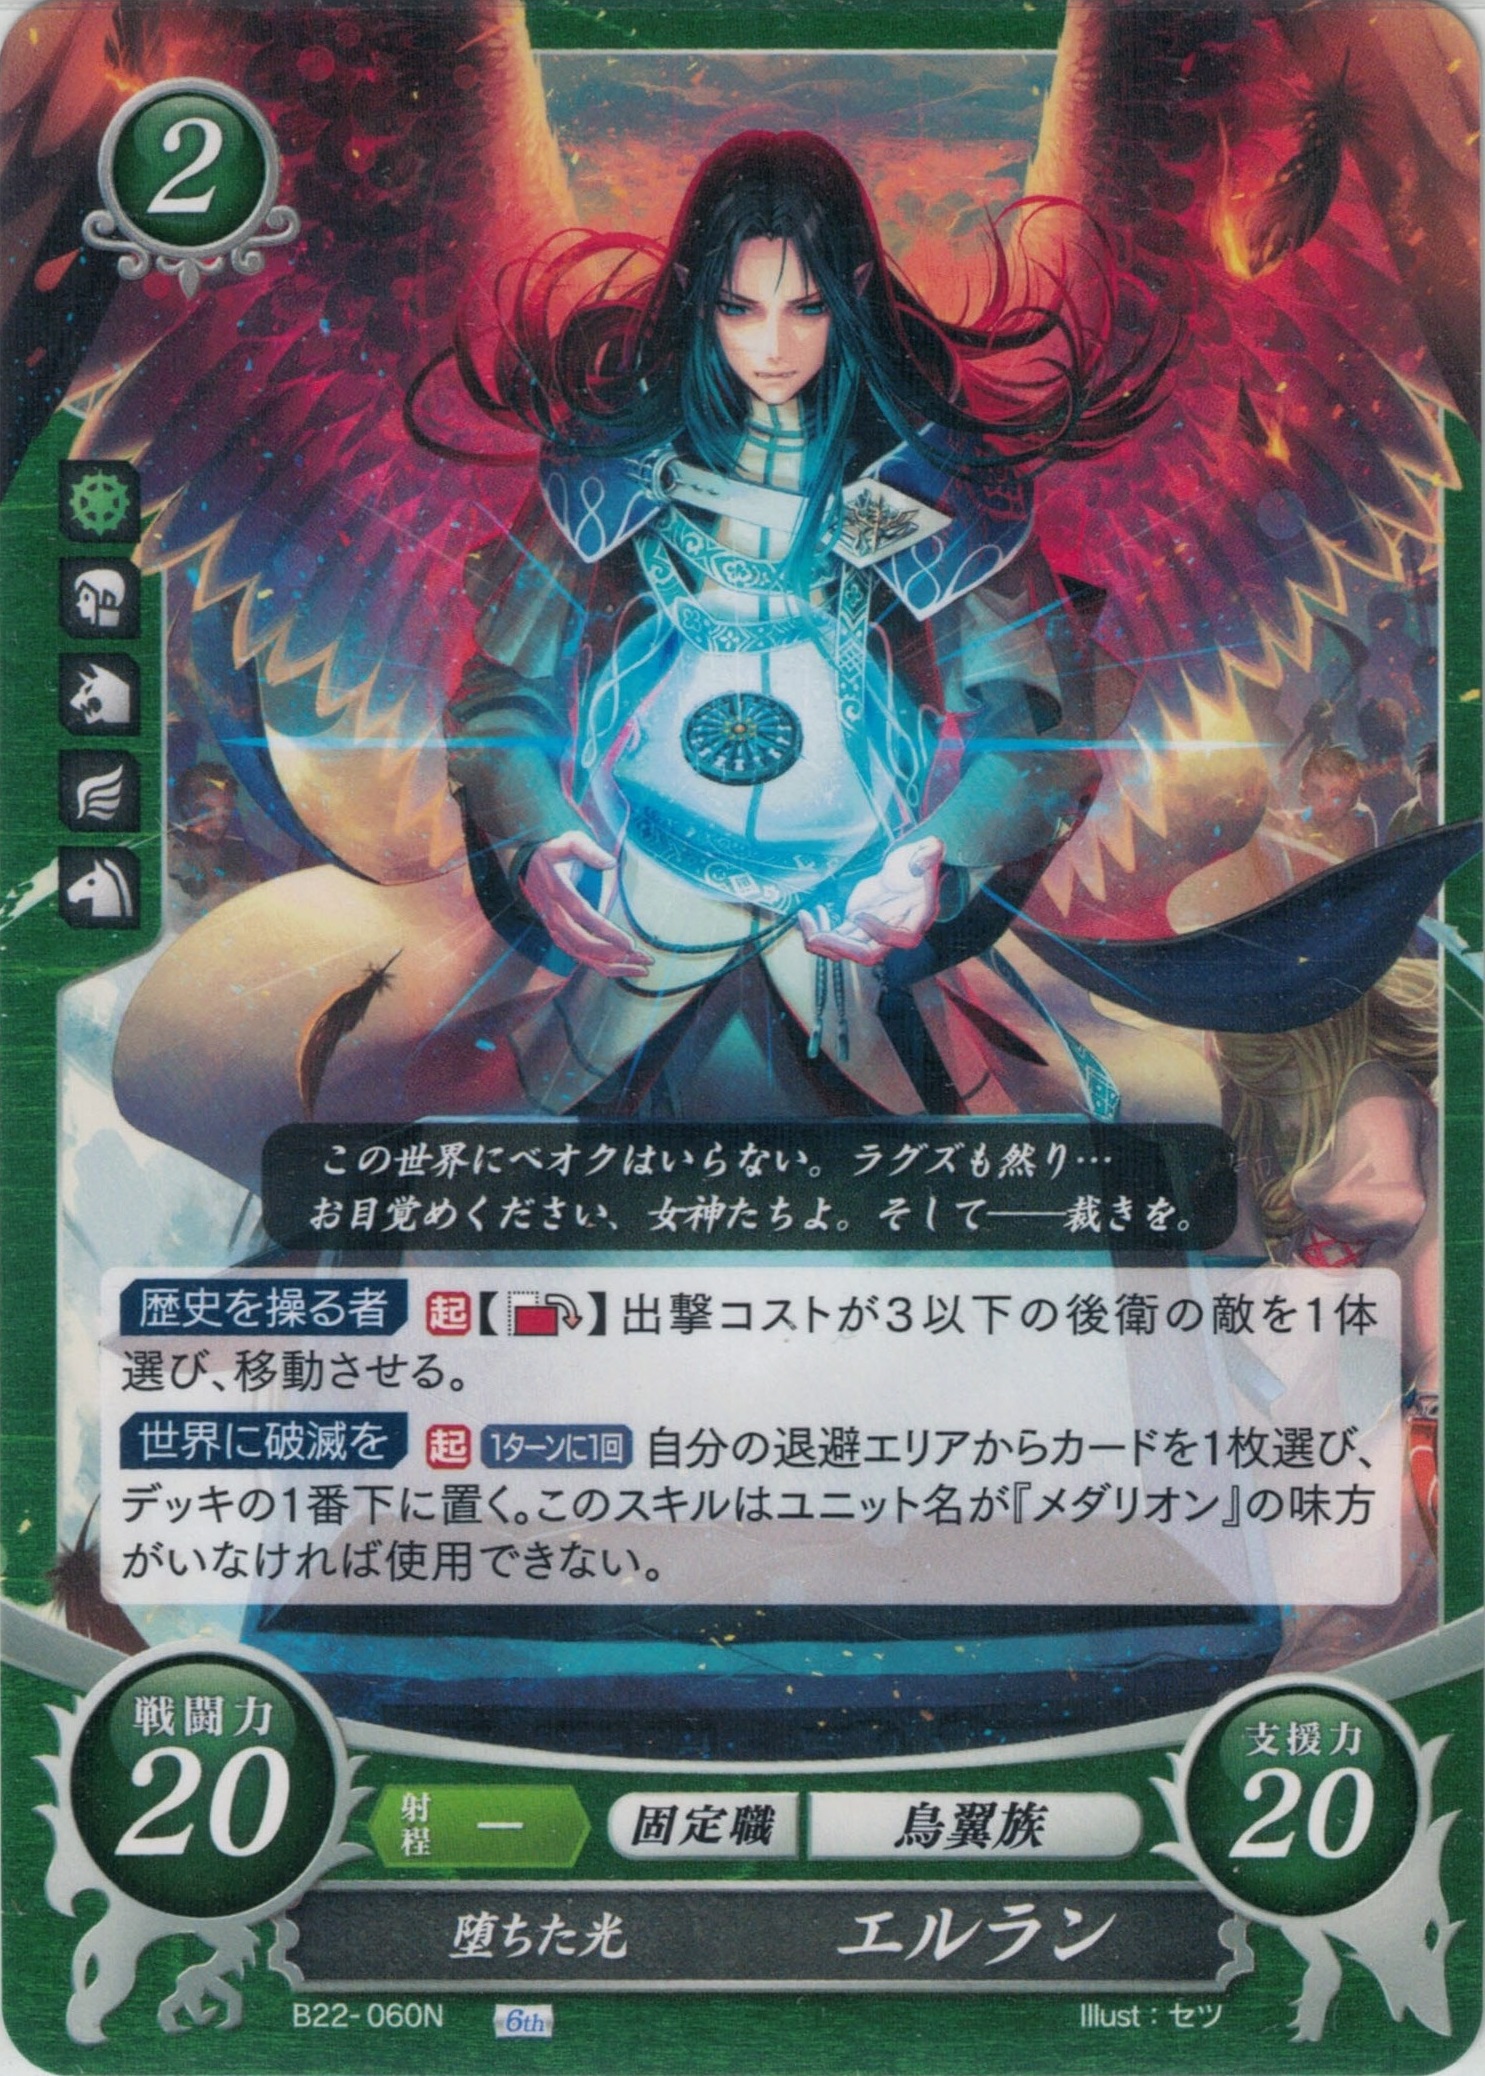 2
この世界にベオクはいらない。ラグズも然り…
お目覚めください、女神たちよ。そして――裁きを。
歴史を操る者 起【】出撃コストが3以下の後衛の敵を1体
選び、移動させる。
世界に破滅を 起 1ターンに1回 自分の退避エリアからカードを1枚選び、
デッキの1番下に置く。このスキルはユニット名が『メダリオン』の味方
がいなければ使用できない。
戦闘力
20
射程 －
固定職
鳥翼族
支援力
20
堕ちた光 エルラン
B22-060N 6th Illust：セツ